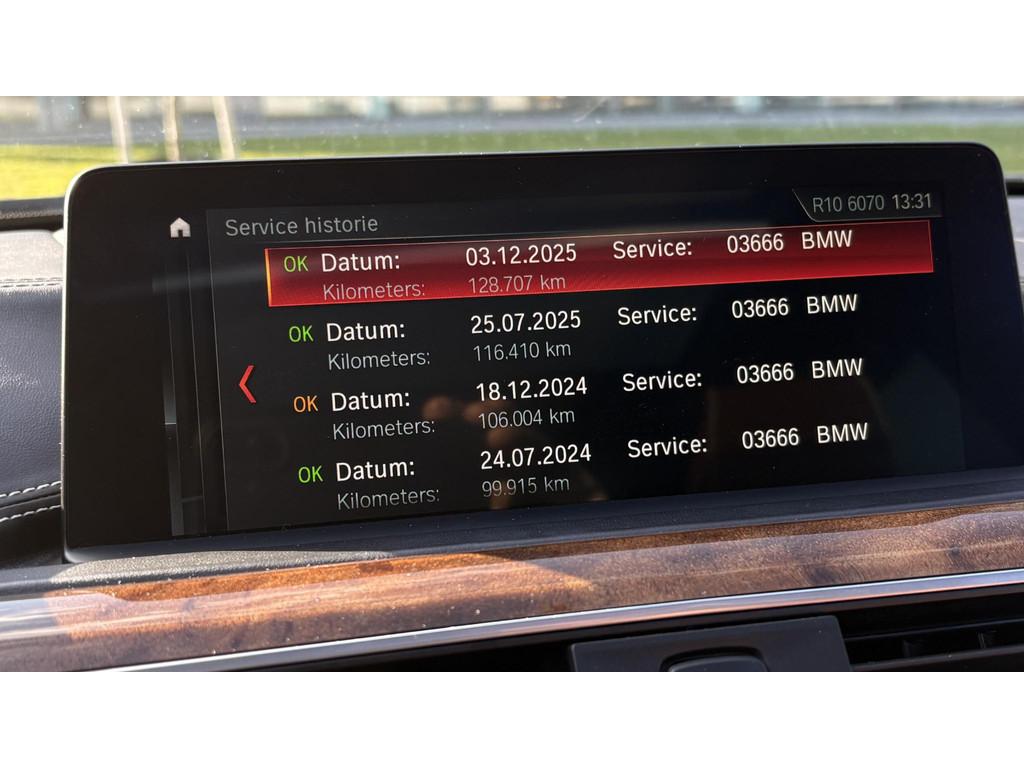 R10 6070 13:31
Service historie
OK Datum: 03.12.2025 Service: 03666 BMW
Kilometers: 128.707 km
OK Datum: 25.07.2025 Service: 03666 BMW
Kilometers: 116.410 km
OK Datum: 18.12.2024 Service: 03666 BMW
Kilometers: 106.004 km
OK Datum: 24.07.2024 Service: 03666 BMW
Kilometers: 99.915 km